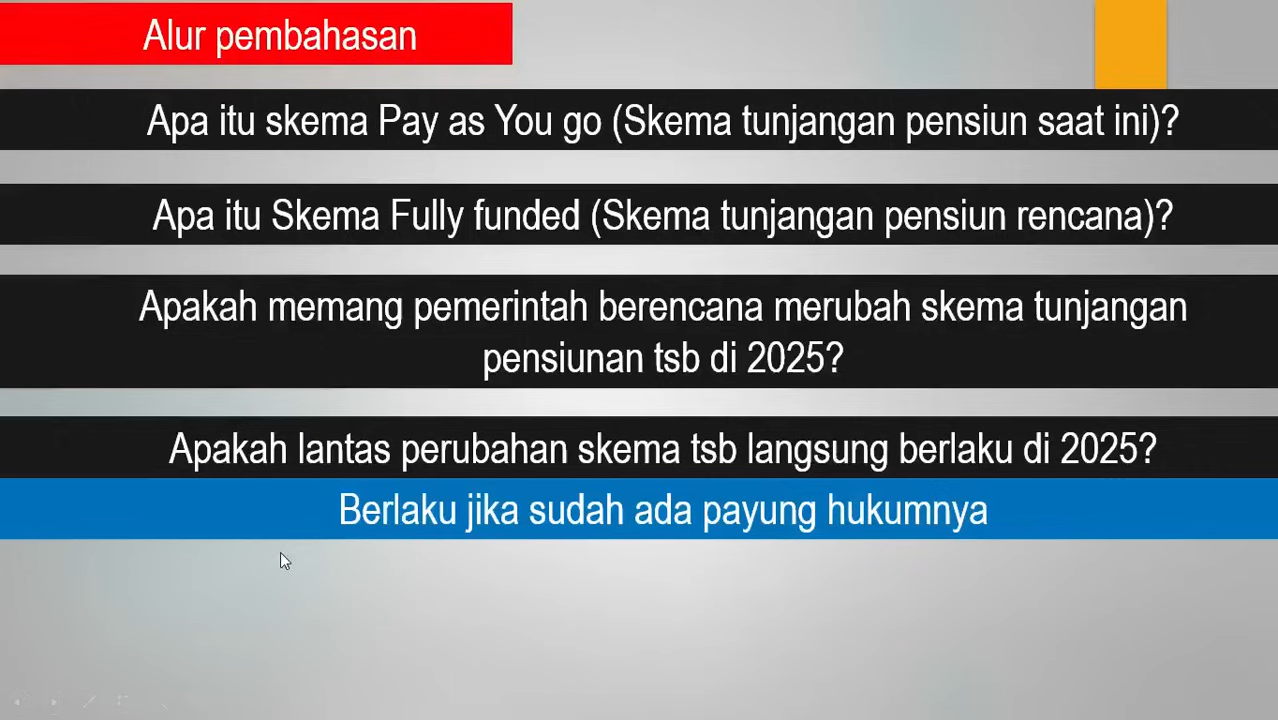 Alur pembahasan
Apa itu skema Pay as You go (Skema tunjangan pensiun saat ini)?
Apa itu Skema Fully funded (Skema tunjangan pensiun rencana)?
Apakah memang pemerintah berencana merubah skema tunjangan
pensiunan tsb di 2025?
Apakah lantas perubahan skema tsb langsung berlaku di 2025?
Berlaku jika sudah ada payung hukumnya